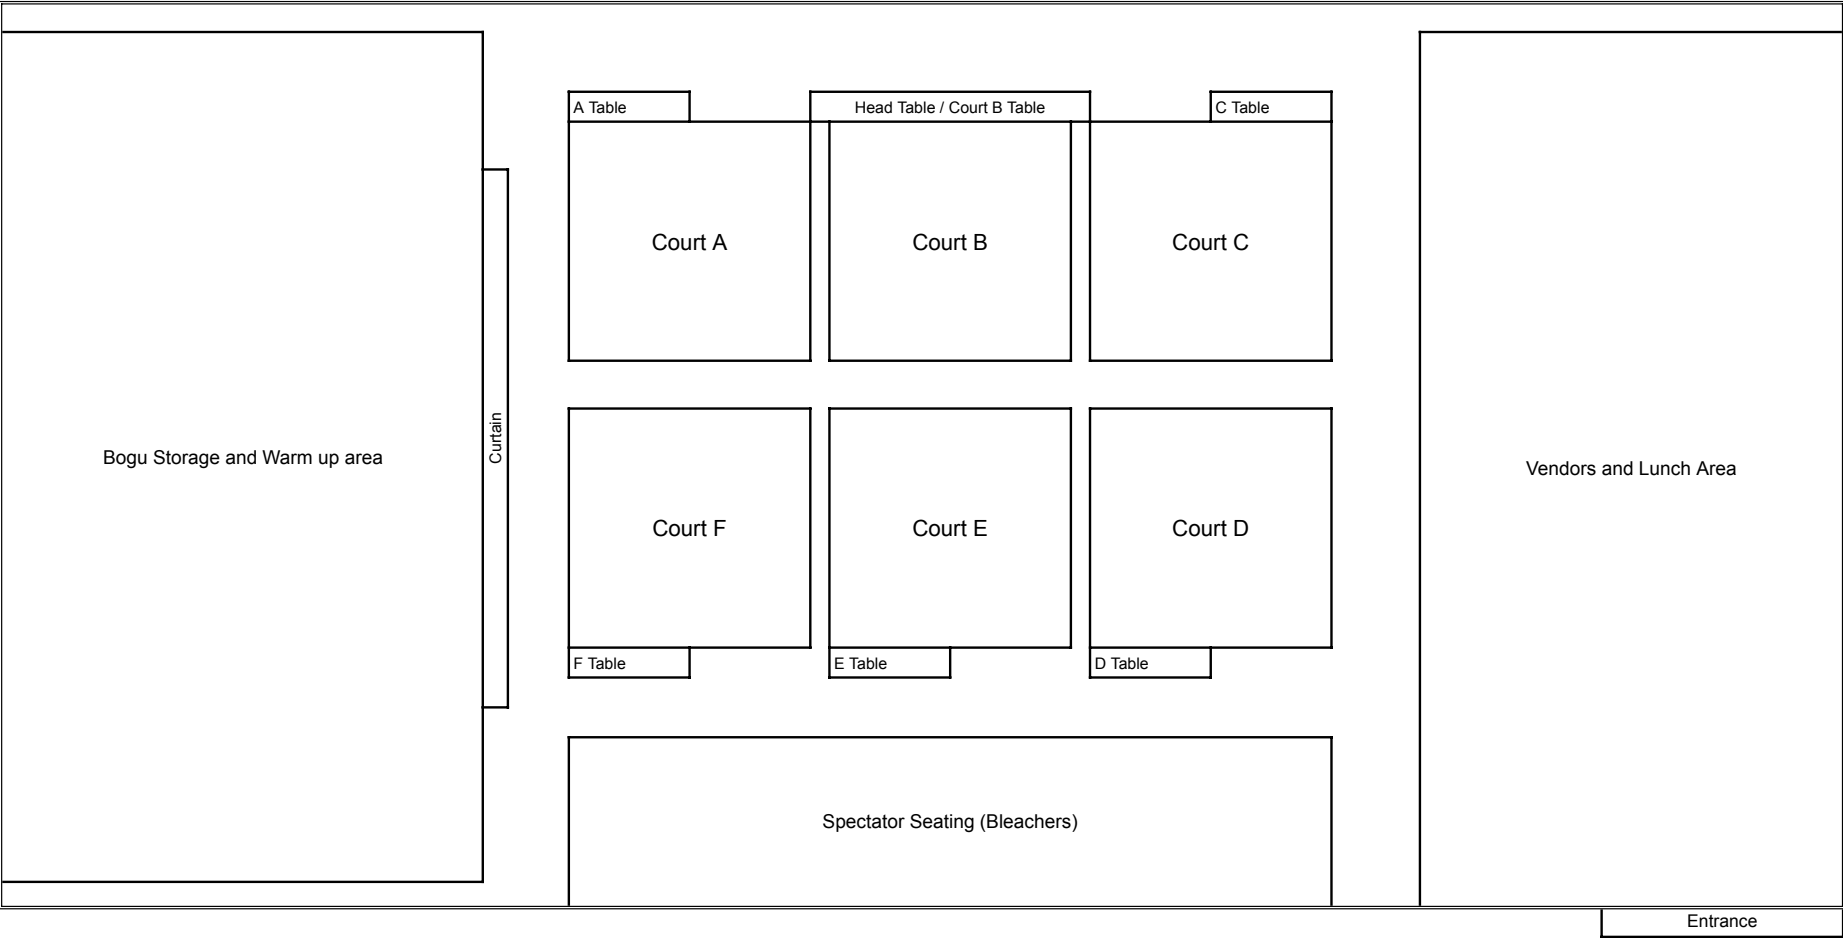 A Table
Head Table / Court B Table
C Table
Court A
Court B
Court C
Curtain
Bogu Storage and Warm up area
Vendors and Lunch Area
Court F
Court E
Court D
F Table
E Table
D Table
Spectator Seating (Bleachers)
Entrance